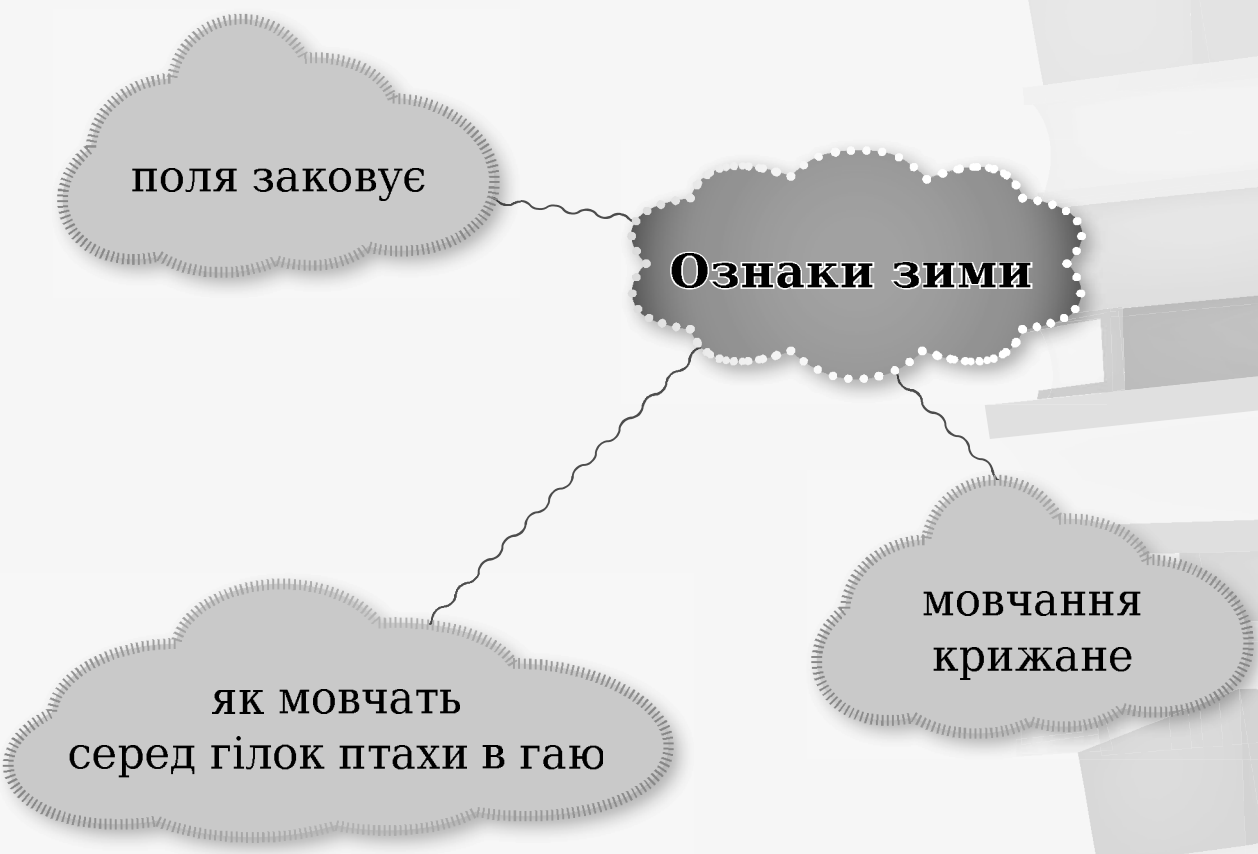 поля заковує
Ознаки зими
мовчання
крижане
як мовчать
серед гілок птахи в гаю